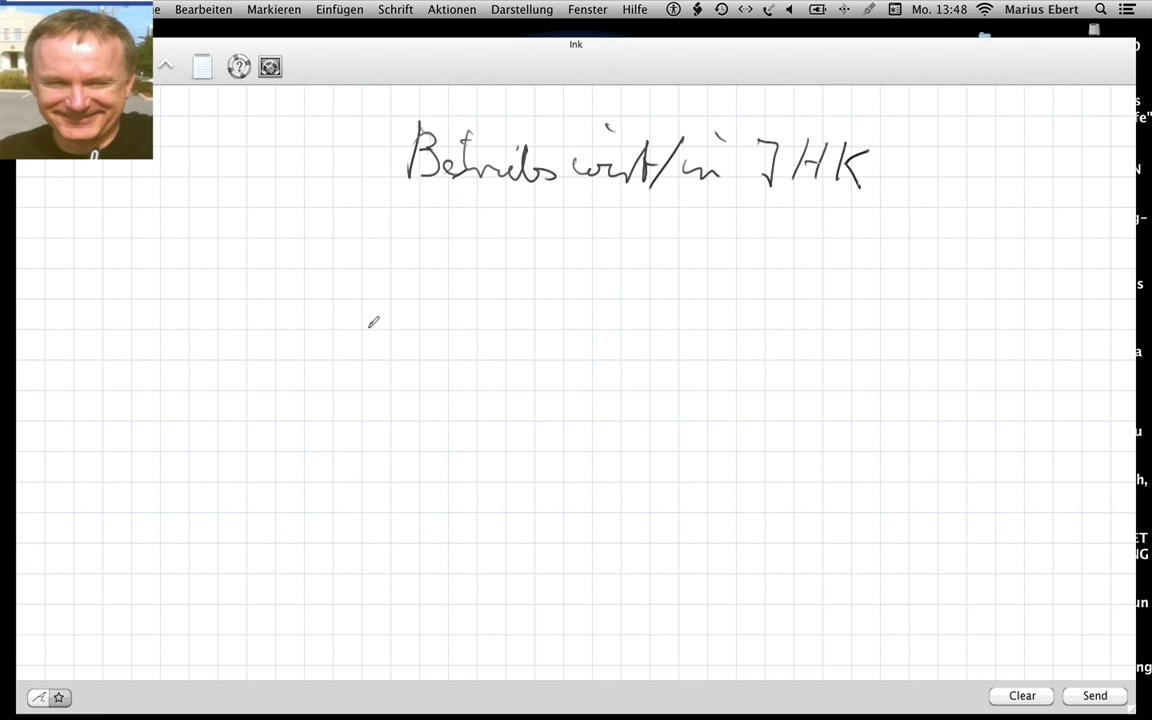 Bearbeiten Markieren Einfügen Schrift Aktionen Darstellung Fenster Hilfe Mo. 13:48 Marius Ebert
Ink
Betriebswirt/in IHK
Clear Send